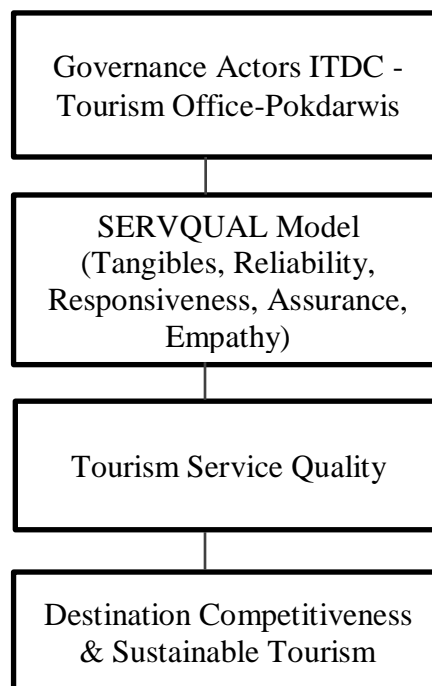 Governance Actors ITDC -
Tourism Office-Pokdarwis
SERVQUAL Model
(Tangibles, Reliability,
Responsiveness, Assurance,
Empathy)
Tourism Service Quality
Destination Competitiveness
& Sustainable Tourism